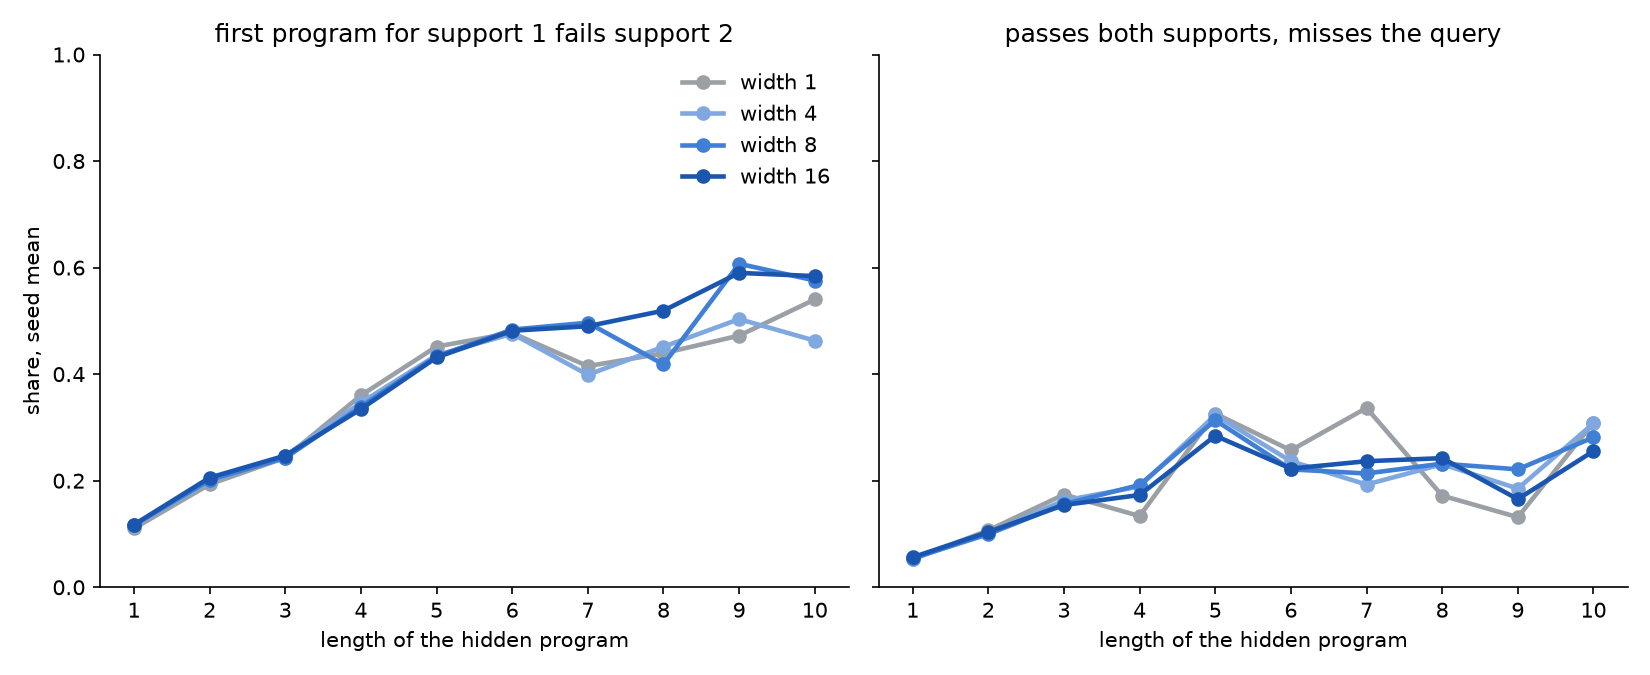 first program for support 1 fails support 2
passes both supports, misses the query
1.0
0.8
0.6
0.4
0.2
0.0
share, seed mean
width 1
width 4
width 8
width 16
1 2 3 4 5 6 7 8 9 10
length of the hidden program
1 2 3 4 5 6 7 8 9 10
length of the hidden program